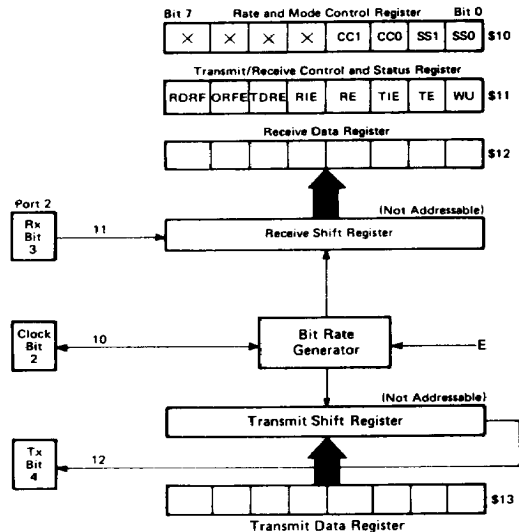 Bit 7 Rate and Mode Control Register Bit 0
X X X X CC1 CC0 SS1 SS0 $10
Transmit/Receive Control and Status Register
RDRF ORFE TDRE RIE RE TIE TE WU $11
Receive Data Register
$12
Port 2
(Not Addressable)
Rx
Bit
3
11
Receive Shift Register
Clock
Bit
2
10
Bit Rate
Generator
E
(Not Addressable)
Transmit Shift Register
Tx
Bit
4
12
$13
Transmit Data Register